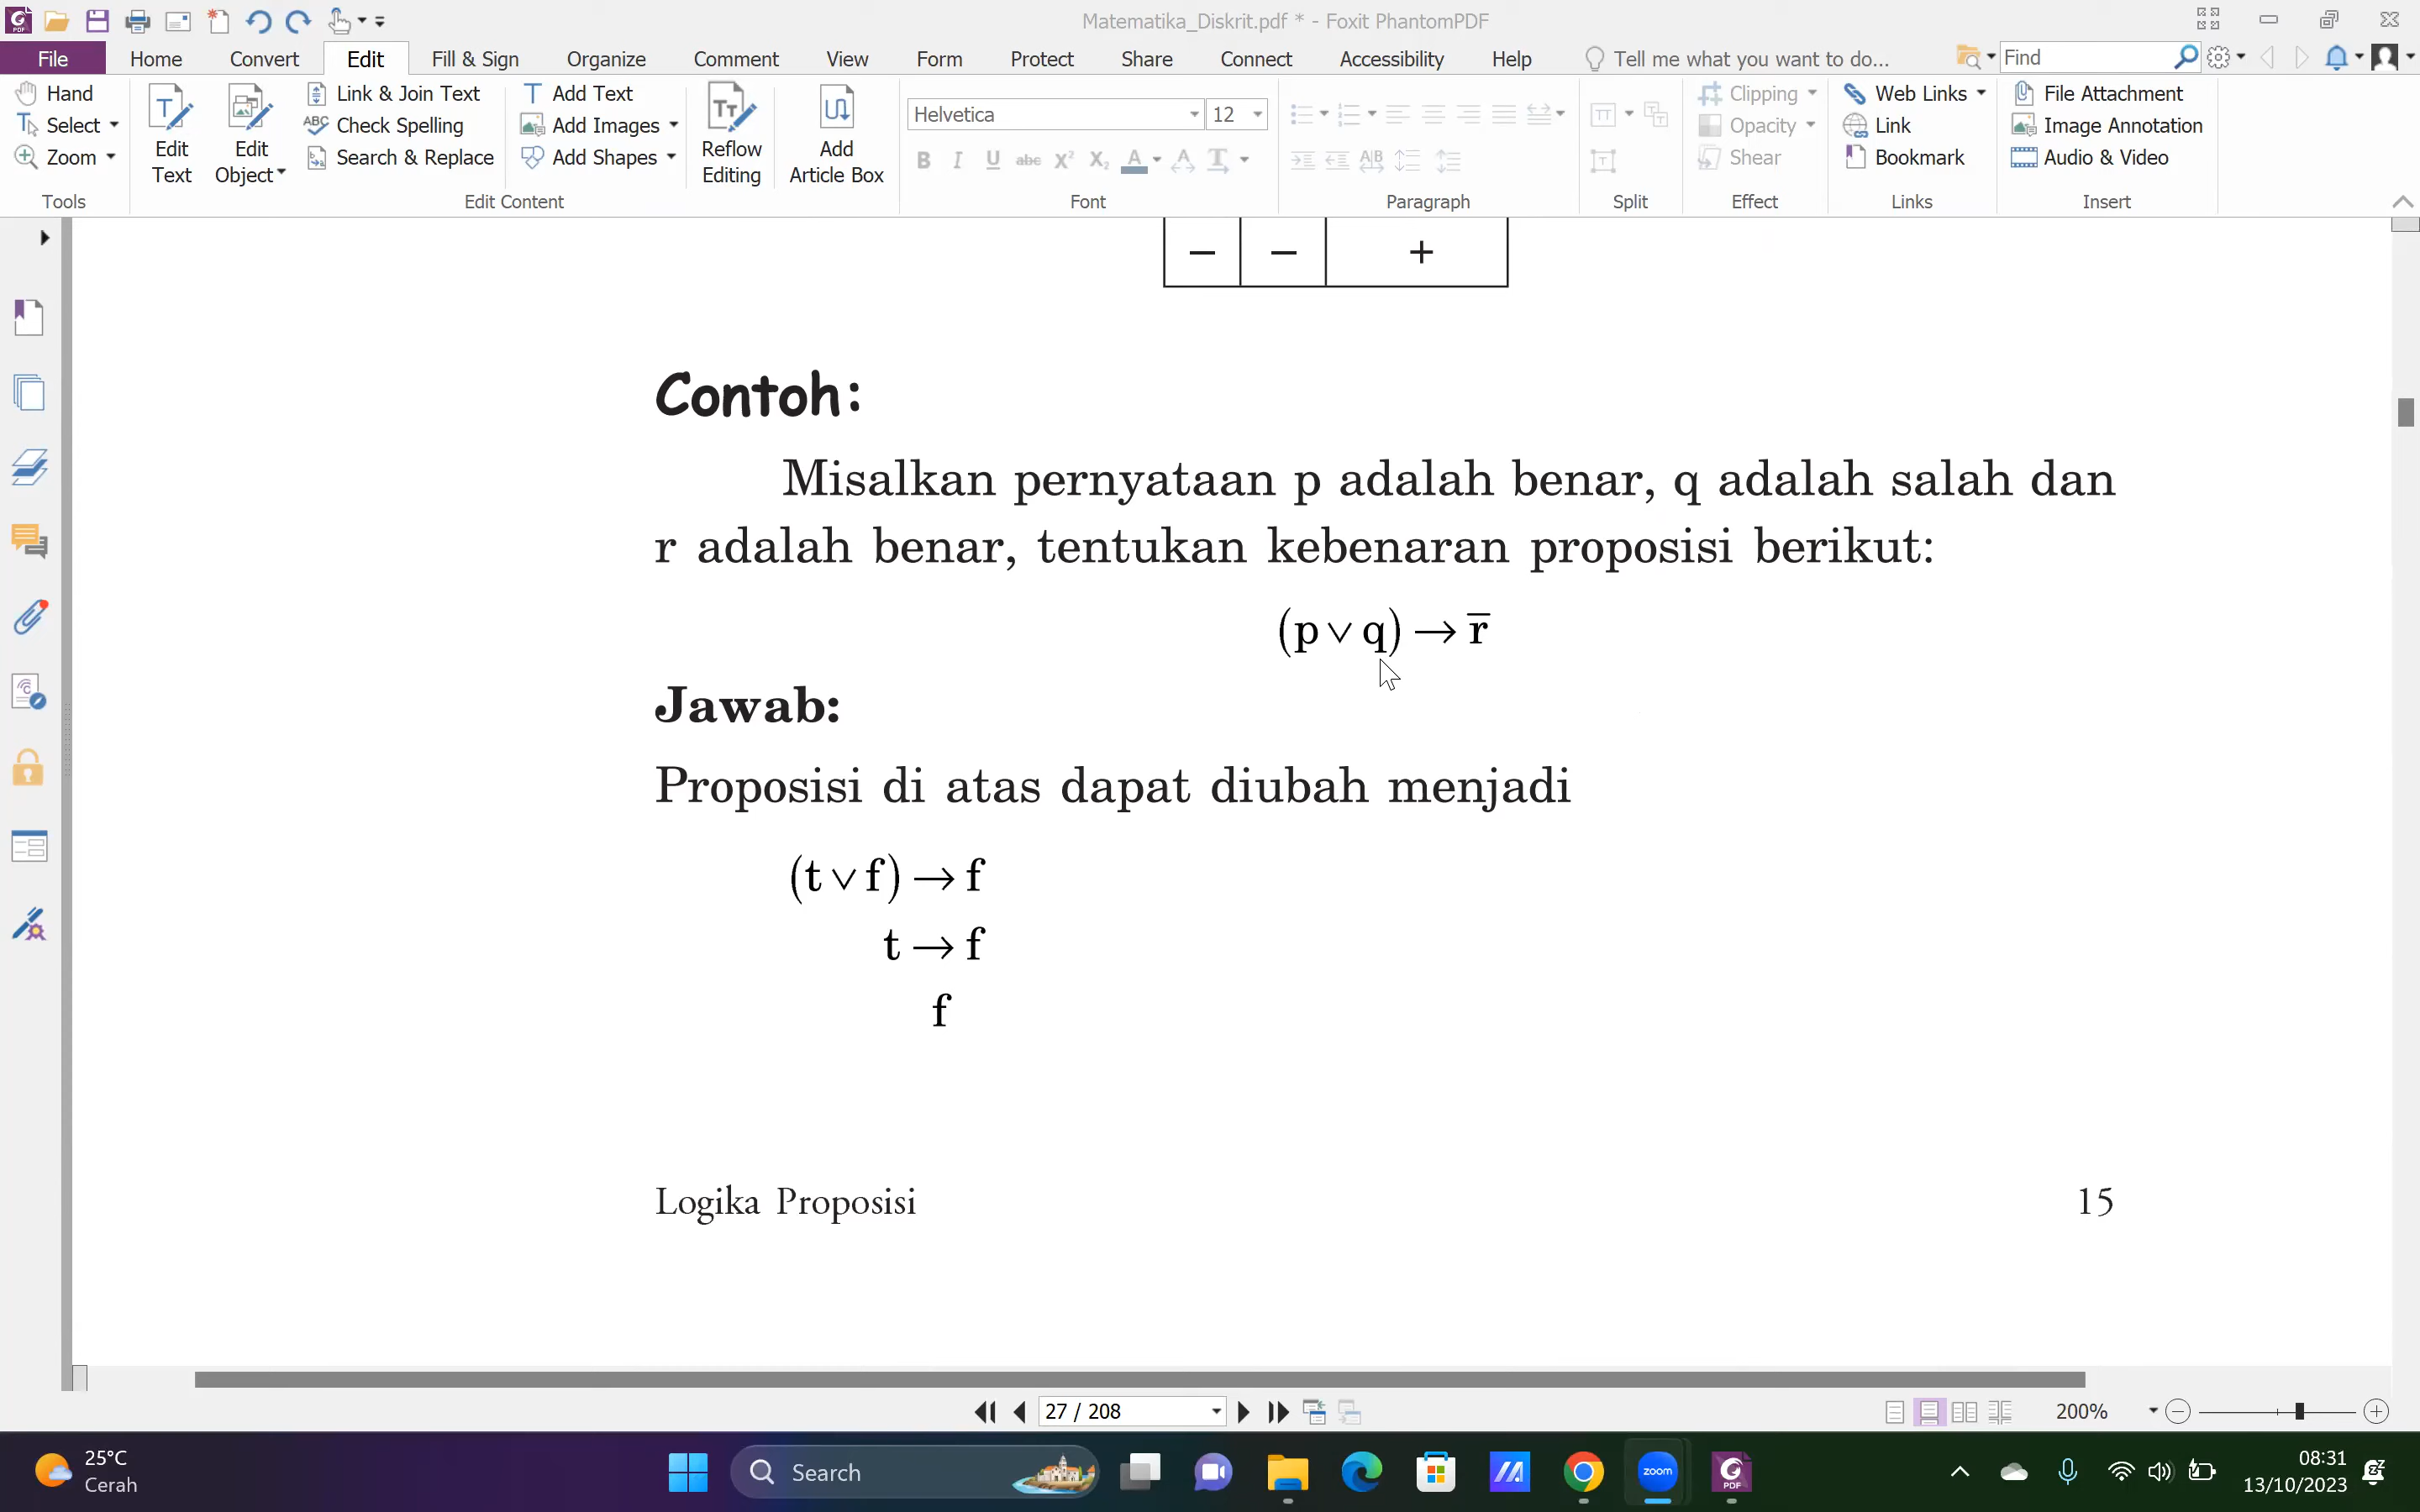 Matematika_Diskrit.pdf * - Foxit PhantomPDF
File Home Convert Edit Fill & Sign Organize Comment View Form Protect Share Connect Accessibility Help Tell me what you want to do... Find
Hand
Select
Zoom
Tools
Edit Text
Edit Object
Link & Join Text
Check Spelling
Search & Replace
Add Text
Add Images
Add Shapes
Edit Content
Reflow Editing
Add Article Box
Helvetica 12
Font
Paragraph
Split
Clipping
Opacity
Shear
Effect
Web Links
Link
Bookmark
Links
File Attachment
Image Annotation
Audio & Video
Insert
– – +
Contoh:
Misalkan pernyataan p adalah benar, q adalah salah dan
r adalah benar, tentukan kebenaran proposisi berikut:
(p ∨ q) → r̅
Jawab:
Proposisi di atas dapat diubah menjadi
(t ∨ f) → f
t → f
f
Logika Proposisi 15
27 / 208 200%
25°C
Cerah
Search
zoom
08:31
13/10/2023